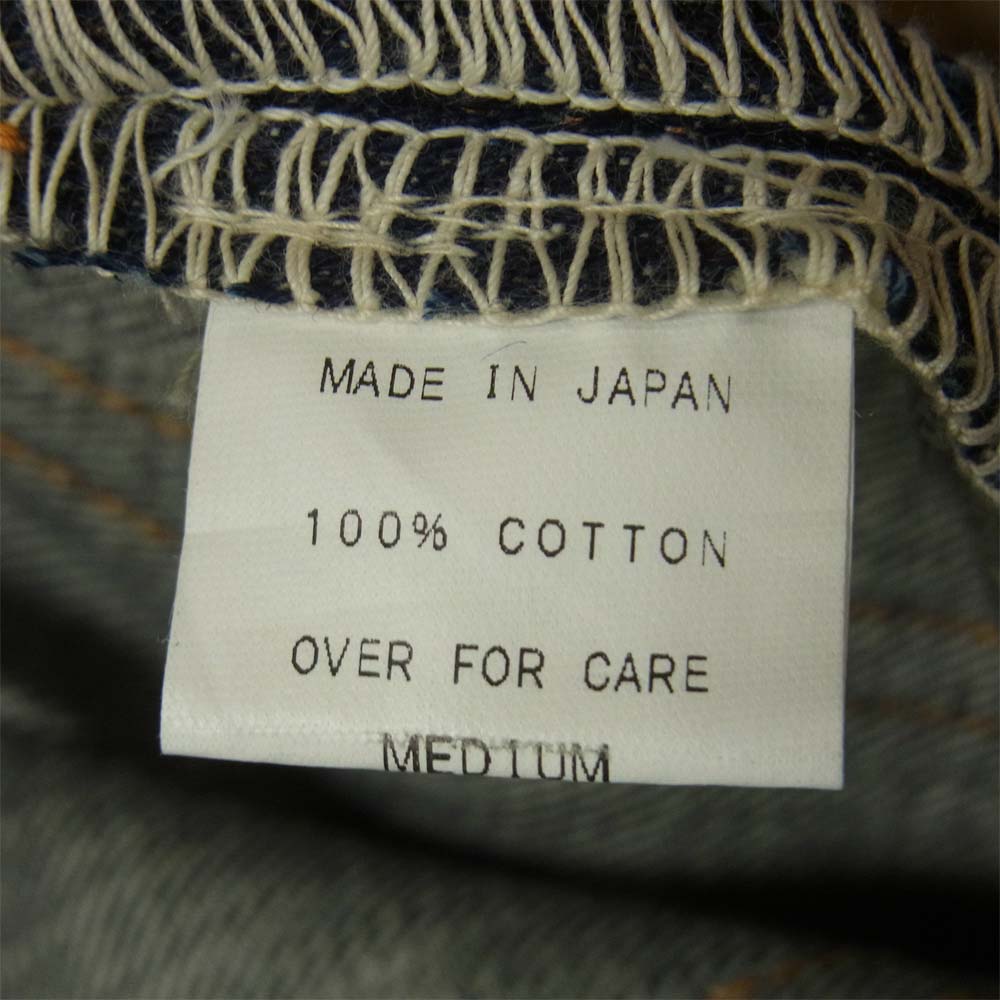 MADE IN JAPAN
100% COTTON
OVER FOR CARE
MEDIUM